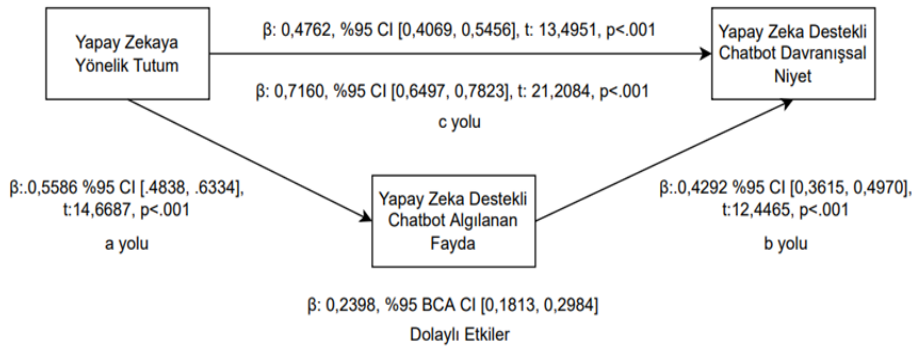 Yapay Zekaya
Yönelik Tutum
β: 0,4762, %95 CI [0,4069, 0,5456], t: 13,4951, p<.001
Yapay Zeka Destekli
Chatbot Davranışsal
Niyet
β: 0,7160, %95 CI [0,6497, 0,7823], t: 21,2084, p<.001
c yolu
β:.0,5586 %95 CI [.4838, .6334],
t:14,6687, p<.001
a yolu
Yapay Zeka Destekli
Chatbot Algılanan
Fayda
β:.0,4292 %95 CI [0,3615, 0,4970],
t:12,4465, p<.001
b yolu
β: 0,2398, %95 BCA CI [0,1813, 0,2984]
Dolaylı Etkiler